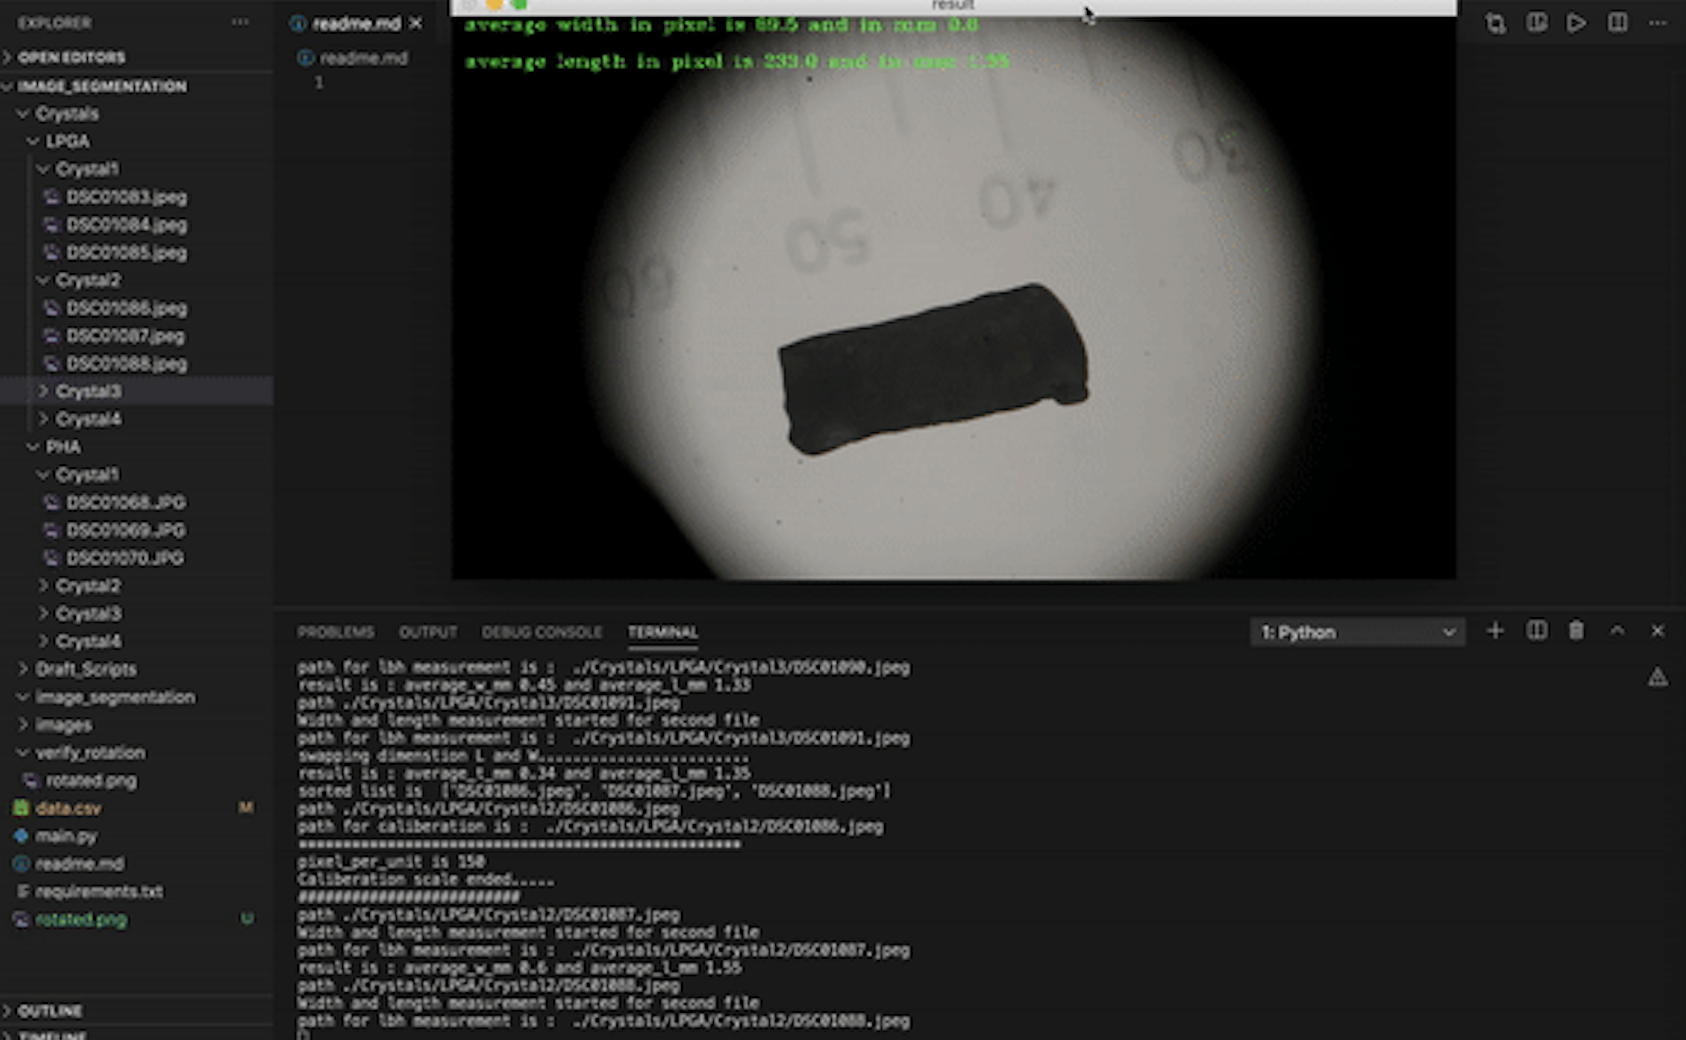 EXPLORER
OPEN EDITORS
IMAGE_SEGMENTATION
Crystals
LPGA
Crystal1
DSC01083.jpeg
DSC01084.jpeg
DSC01085.jpeg
Crystal2
DSC01086.jpeg
DSC01087.jpeg
DSC01088.jpeg
Crystal3
Crystal4
PHA
Crystal1
DSC01068.JPG
DSC01069.JPG
DSC01070.JPG
Crystal2
Crystal3
Crystal4
Draft_Scripts
image_segmentation
images
verify_rotation
rotated.png
data.csv M
main.py
readme.md
requirements.txt
rotated.png U
OUTLINE
TIMELINE
readme.md
readme.md
1
result
average width in pixel is 89.5 and in mm 0.6
average length in pixel is 233.0 and in mm 1.55
60
50
40
30
PROBLEMS OUTPUT DEBUG CONSOLE TERMINAL 1: Python
path for lbh measurement is : ./Crystals/LPGA/Crystal3/DSC01090.jpeg
result is : average_w_mm 0.45 and average_l_mm 1.33
path ./Crystals/LPGA/Crystal3/DSC01091.jpeg
Width and length measurement started for second file
path for lbh measurement is : ./Crystals/LPGA/Crystal3/DSC01091.jpeg
swapping dimenstion L and W.......................
result is : average_t_mm 0.34 and average_l_mm 1.35
sorted list is ['DSC01086.jpeg', 'DSC01087.jpeg', 'DSC01088.jpeg']
path ./Crystals/LPGA/Crystal2/DSC01086.jpeg
path for caliberation is : ./Crystals/LPGA/Crystal2/DSC01086.jpeg
pixel_per_unit is 150
Caliberation scale ended.....
#########################
path ./Crystals/LPGA/Crystal2/DSC01087.jpeg
Width and length measurement started for second file
path for lbh measurement is : ./Crystals/LPGA/Crystal2/DSC01087.jpeg
result is : average_w_mm 0.6 and average_l_mm 1.55
path ./Crystals/LPGA/Crystal2/DSC01088.jpeg
Width and length measurement started for second file
path for lbh measurement is : ./Crystals/LPGA/Crystal2/DSC01088.jpeg